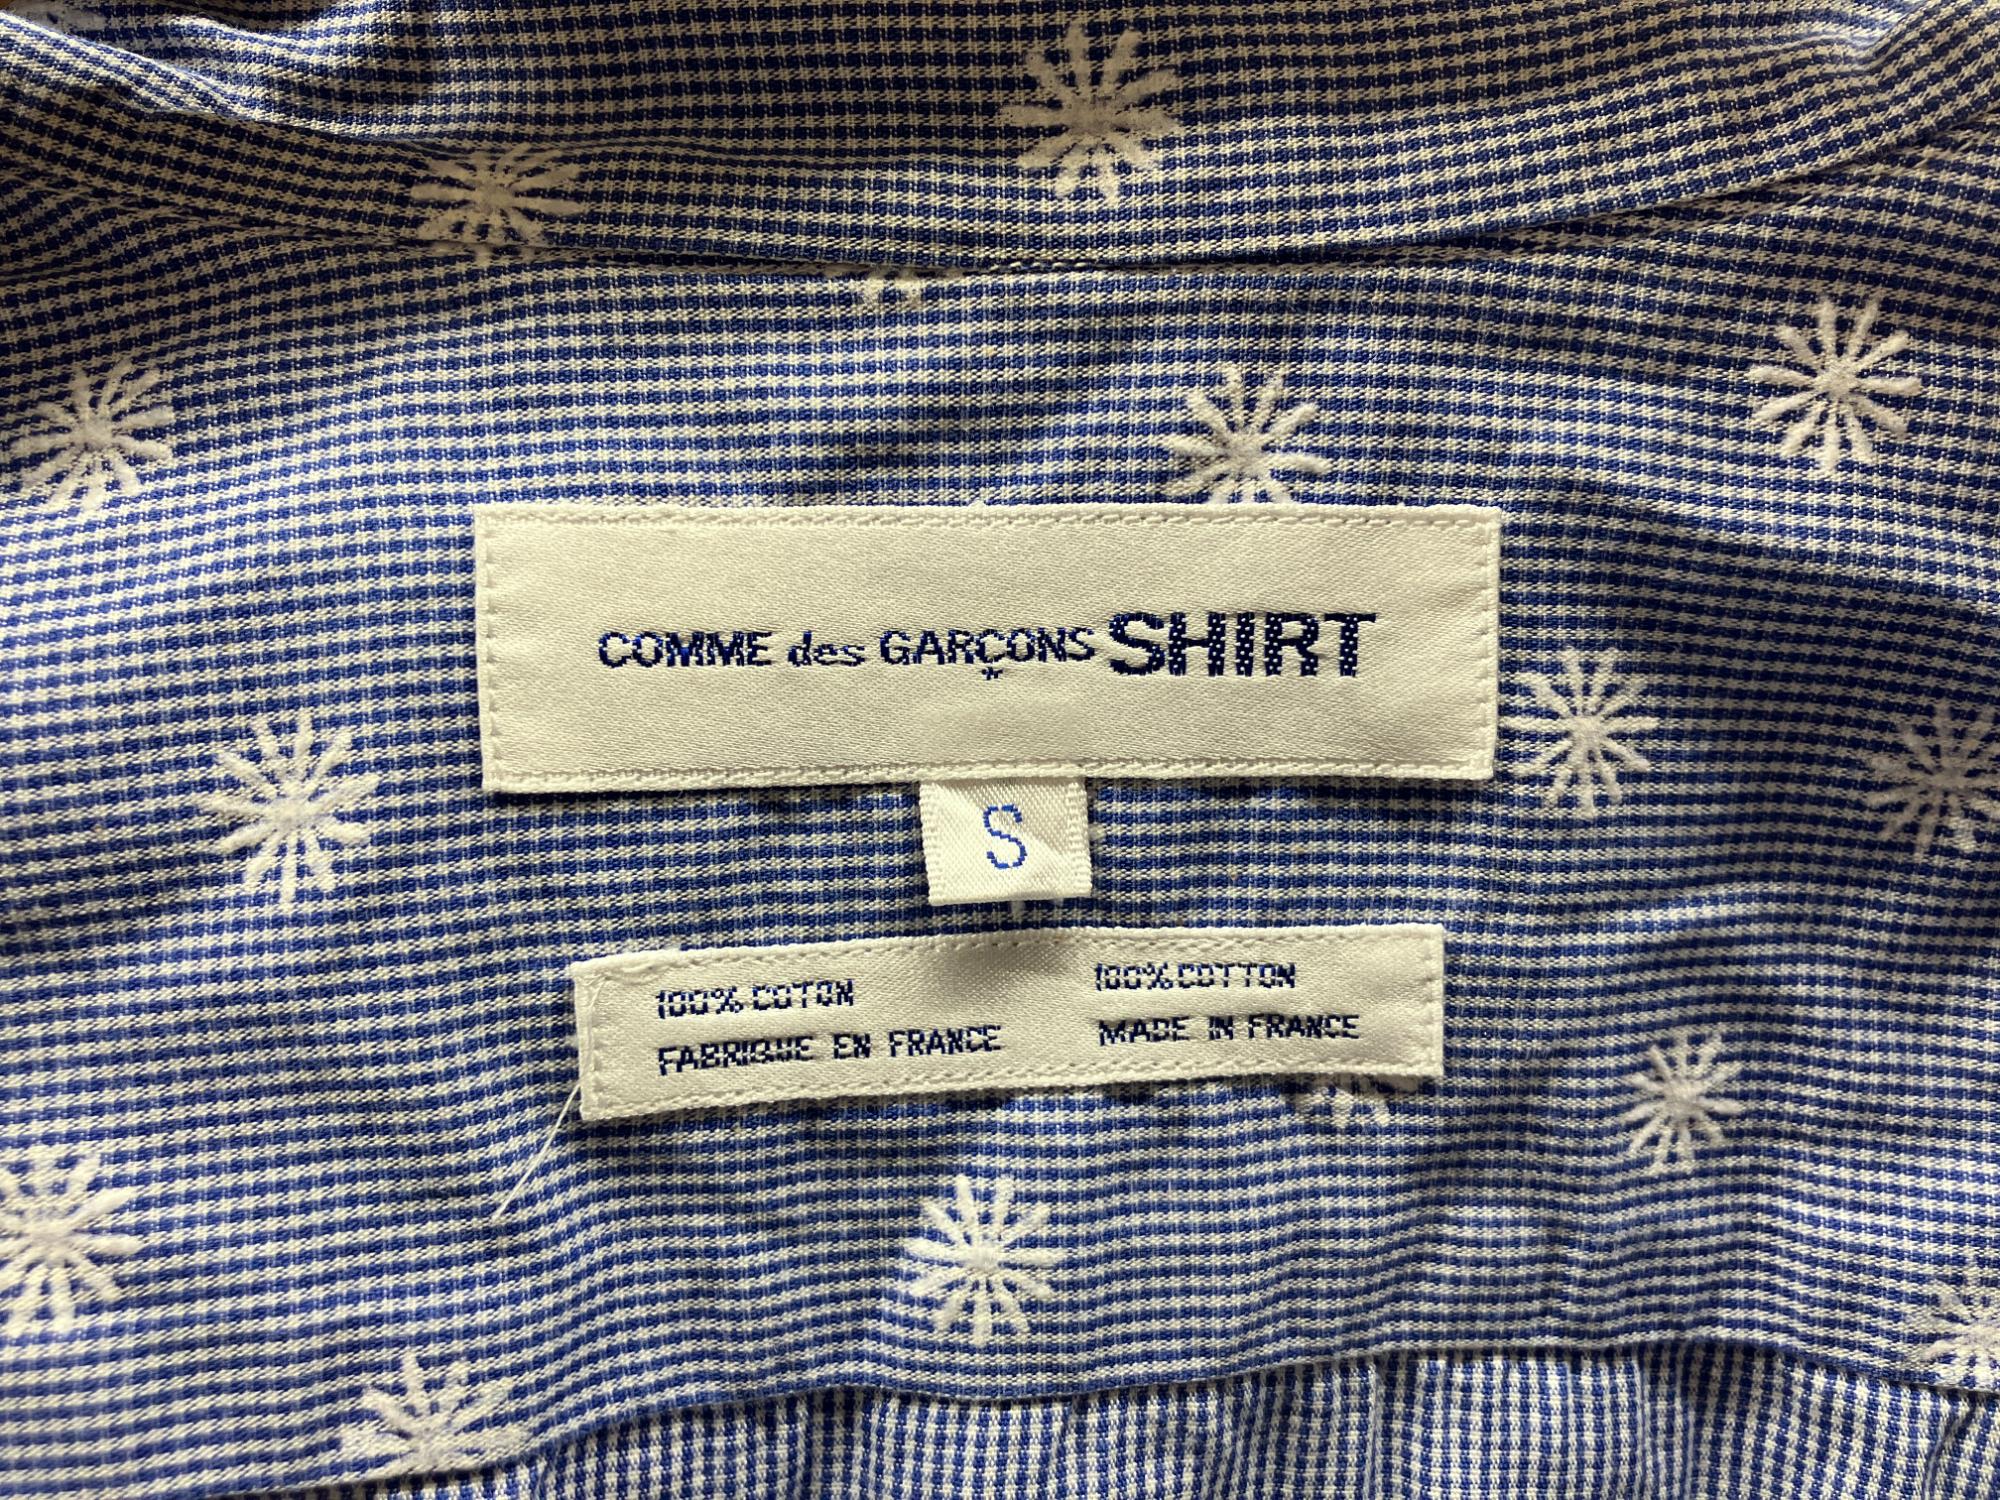 COMME des GARÇONS SHIRT
S
100% COTON
FABRIQUE EN FRANCE
100% COTTON
MADE IN FRANCE